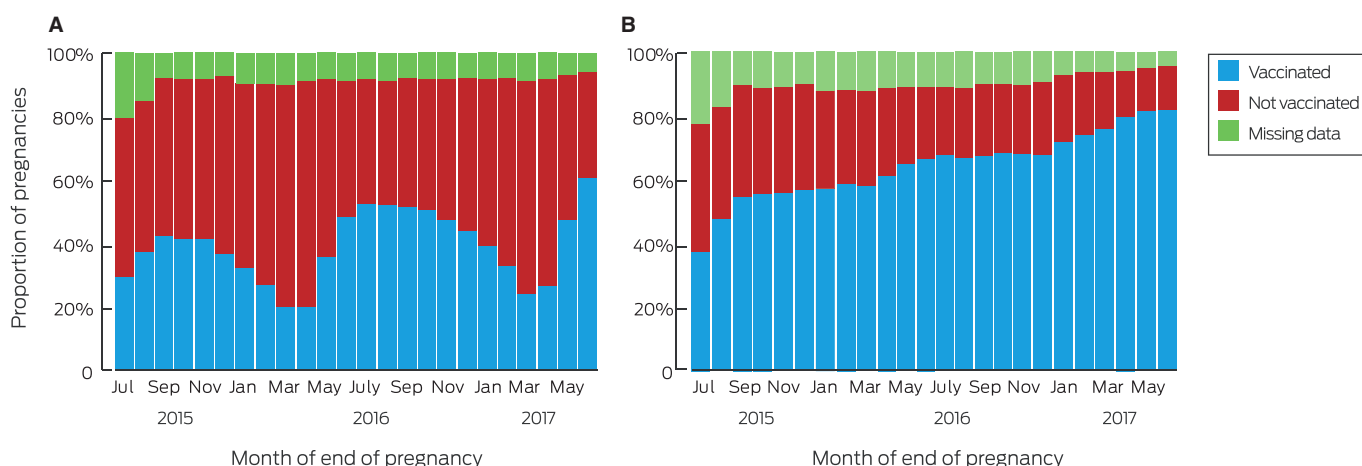 A
100%
80%
60%
40%
20%
0
Proportion of pregnancies
Jul Sep Nov Jan Mar May July Sep Nov Jan Mar May
2015 2016 2017
Month of end of pregnancy
B
100%
80%
60%
40%
20%
0
Jul Sep Nov Jan Mar May July Sep Nov Jan Mar May
2015 2016 2017
Month of end of pregnancy
Vaccinated
Not vaccinated
Missing data